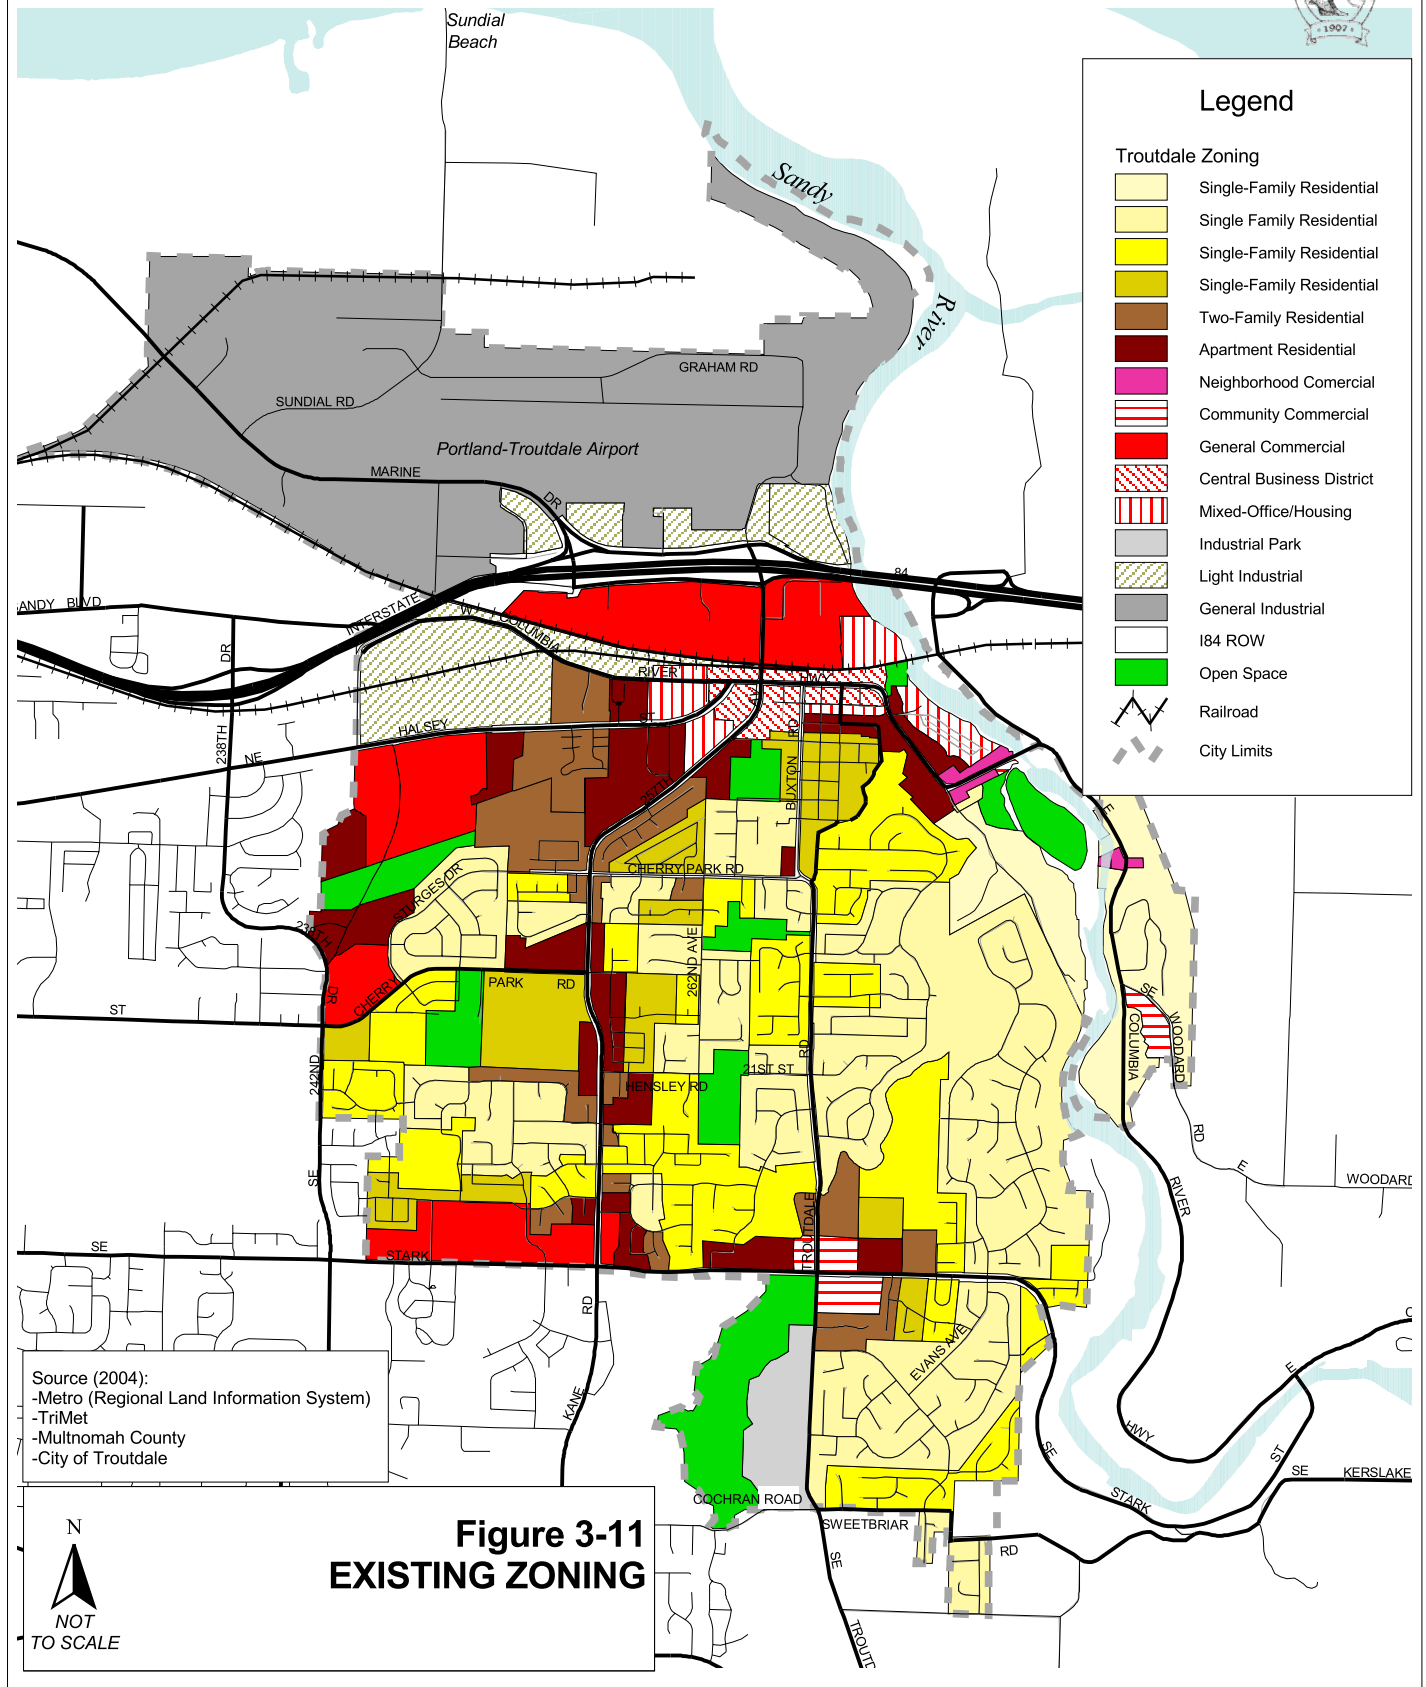 Sundial
Beach
1907
Legend
Troutdale Zoning
Single-Family Residential
Single Family Residential
Single-Family Residential
Single-Family Residential
Two-Family Residential
Apartment Residential
Neighborhood Comercial
Community Commercial
General Commercial
Central Business District
Mixed-Office/Housing
Industrial Park
Light Industrial
General Industrial
I84 ROW
Open Space
Railroad
City Limits
Sandy
River
GRAHAM RD
SUNDIAL RD
Portland-Troutdale Airport
MARINE
DR
84
ANDY BLVD
INTERSTATE
W
COLUMBIA
DR
RIVER
HWY
238TH
HALSEY
ST
AV
RD
NE
257TH
BUXTON
E
CHERRY PARK RD
STURGES DR
238TH
DR
262ND AVE
PARK RD
CHERRY
ST
SE
WOODARD
COLUMBIA
RD
21ST ST
HENSLEY RD
242ND
RD
E
SE
WOODARD
RIVER
TROUTDALE
SE
STARK
RD
EVANS AVE
E
Source (2004):
-Metro (Regional Land Information System)
-TriMet
-Multnomah County
-City of Troutdale
KANE
HWY
SE
ST
SE KERSLAKE
STARK
COCHRAN ROAD
SWEETBRIAR
RD
SE
Figure 3-11
EXISTING ZONING
N
NOT
TO SCALE
TROUTD